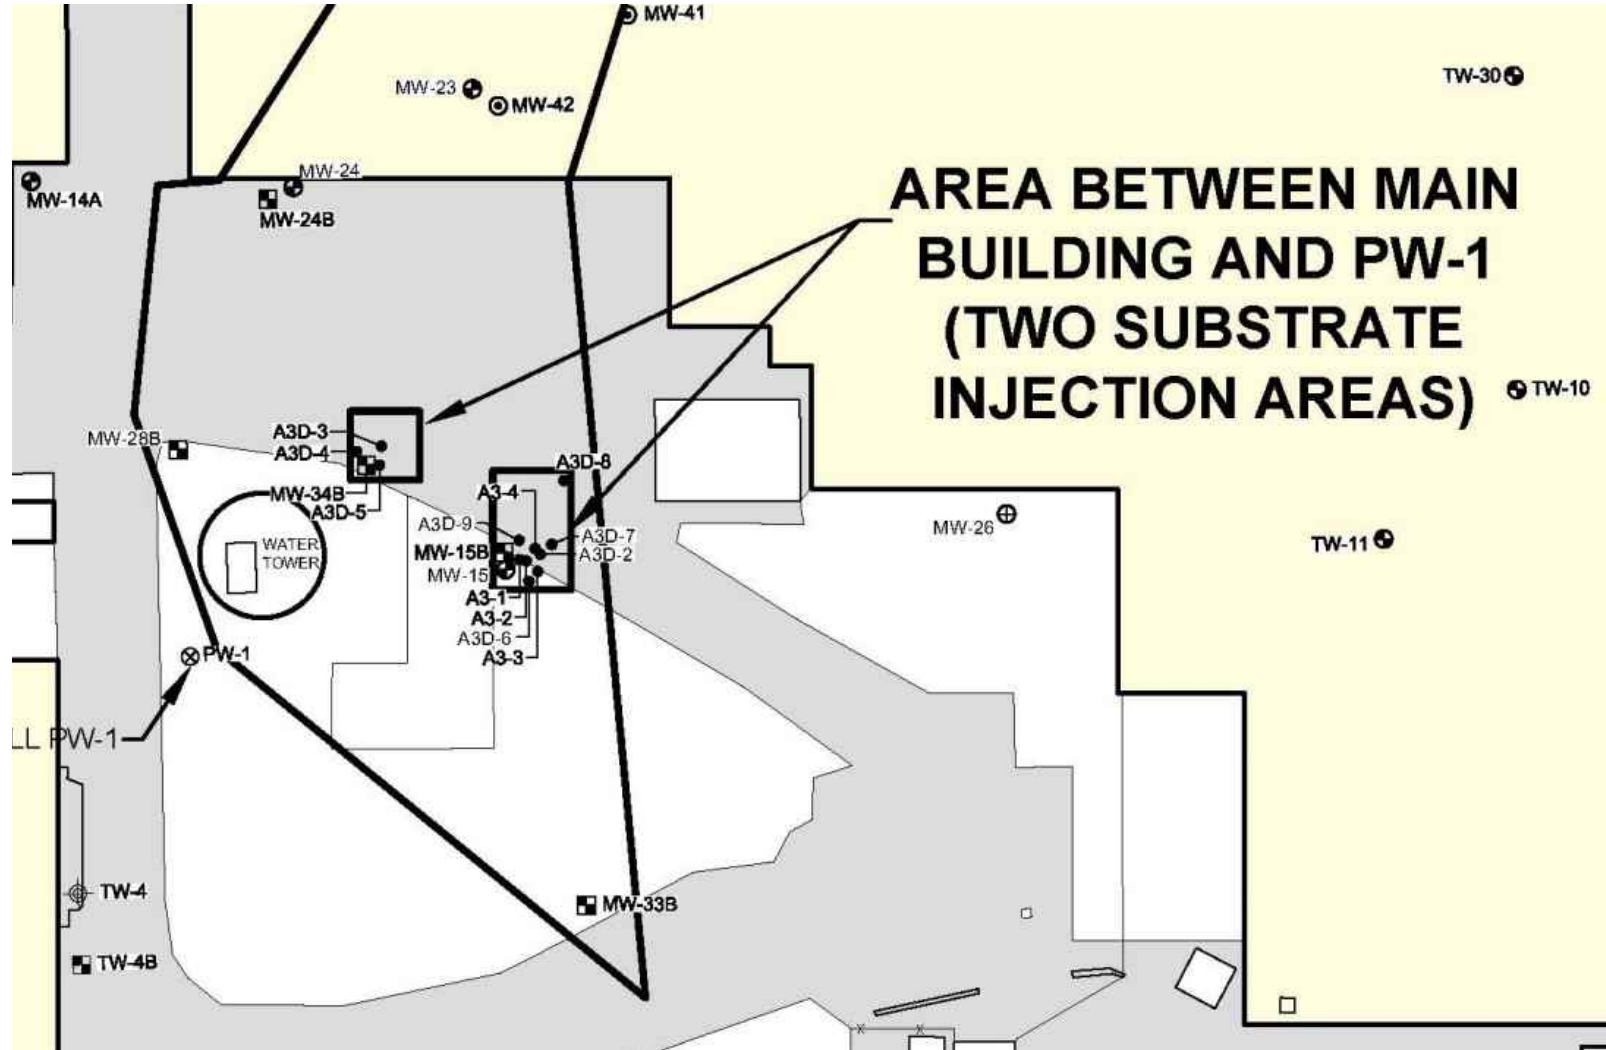 MW-41
MW-23
MW-42
TW-30
MW-24
MW-14A
MW-24B
AREA BETWEEN MAIN
BUILDING AND PW-1
(TWO SUBSTRATE
INJECTION AREAS)
TW-10
A3D-3
MW-28B
A3D-4
A3D-8
MW-34B
A3-4
A3D-5
A3D-9
MW-26
WATER
TOWER
A3D-7
MW-15B
A3D-2
TW-11
MW-15
A3-1
A3-2
A3D-6
A3-3
PW-1
LL PW-1
TW-4
MW-33B
TW-4B
X X